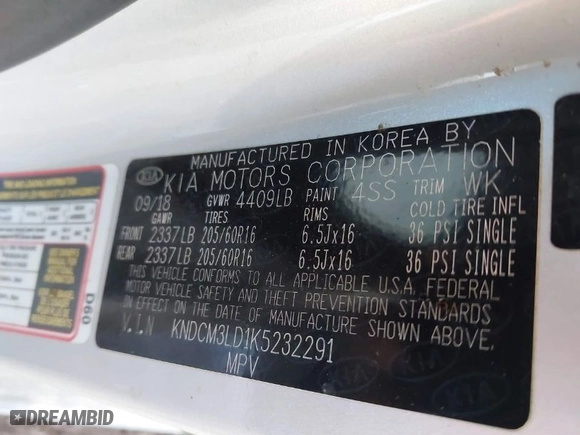 MANUFACTURED IN KOREA BY
KIA KIA MOTORS CORPORATION
09/18 GVWR 4409LB PAINT 4SS TRIM WK
GAWR TIRES RIMS COLD TIRE INFL
FRONT 2337LB 205/60R16 6.5Jx16 36 PSI SINGLE
REAR 2337LB 205/60R16 6.5Jx16 36 PSI SINGLE
THIS VEHICLE CONFORMS TO ALL APPLICABLE U.S.A. FEDERAL
MOTOR VEHICLE SAFETY AND THEFT PREVENTION STANDARDS
IN EFFECT ON THE DATE OF MANUFACTURE SHOWN ABOVE.
V.I.N KNDCM3LD1K5232291
MPV
D60
DREAMBID